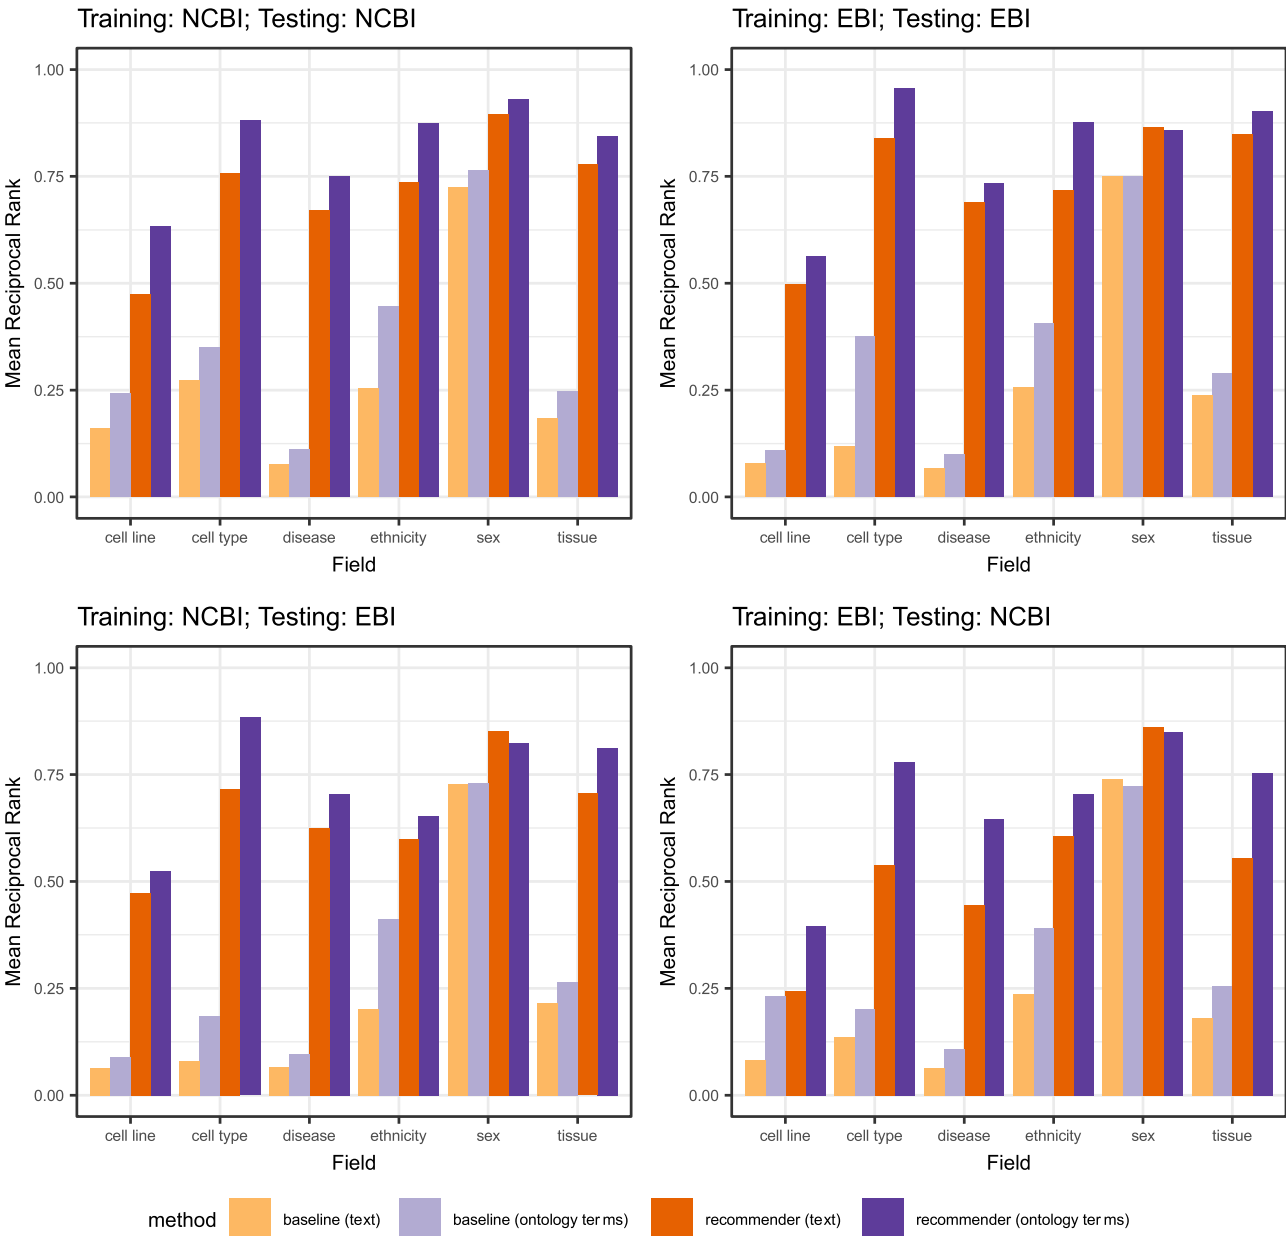 Training: NCBI; Testing: NCBI
Mean Reciprocal Rank
1.00
0.75
0.50
0.25
0.00
cell line cell type disease ethnicity sex tissue
Field
Training: EBI; Testing: EBI
Mean Reciprocal Rank
1.00
0.75
0.50
0.25
0.00
cell line cell type disease ethnicity sex tissue
Field
Training: NCBI; Testing: EBI
Mean Reciprocal Rank
1.00
0.75
0.50
0.25
0.00
cell line cell type disease ethnicity sex tissue
Field
Training: EBI; Testing: NCBI
Mean Reciprocal Rank
1.00
0.75
0.50
0.25
0.00
cell line cell type disease ethnicity sex tissue
Field
method baseline (text) baseline (ontology terms) recommender (text) recommender (ontology terms)